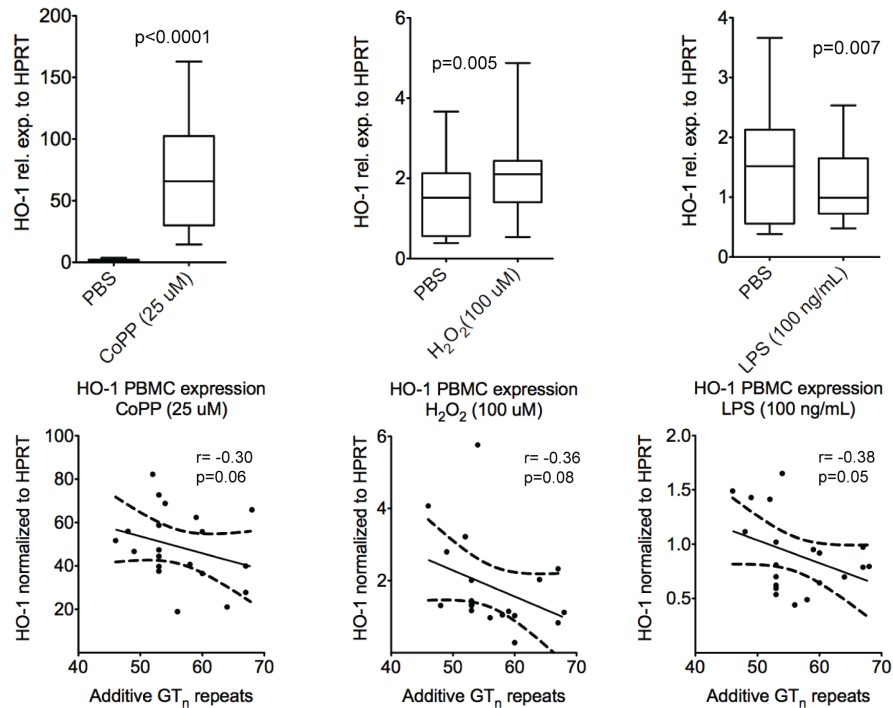 HO-1 rel. exp. to HPRT
200
150
100
50
0
p<0.0001
PBS
CoPP (25 uM)
HO-1 rel. exp. to HPRT
6
4
2
0
p=0.005
PBS
H2O2(100 uM)
HO-1 rel. exp. to HPRT
4
3
2
1
0
p=0.007
PBS
LPS (100 ng/mL)
HO-1 PBMC expression
CoPP (25 uM)
HO-1 normalized to HPRT
100
80
60
40
20
r= -0.30
p=0.06
40
50
60
70
Additive GTn repeats
HO-1 PBMC expression
H2O2 (100 uM)
HO-1 normalized to HPRT
6
4
2
r= -0.36
p=0.08
40
50
60
70
Additive GTn repeats
HO-1 PBMC expression
LPS (100 ng/mL)
HO-1 normalized to HPRT
2.0
1.5
1.0
0.5
r= -0.38
p=0.05
40
50
60
70
Additive GTn repeats